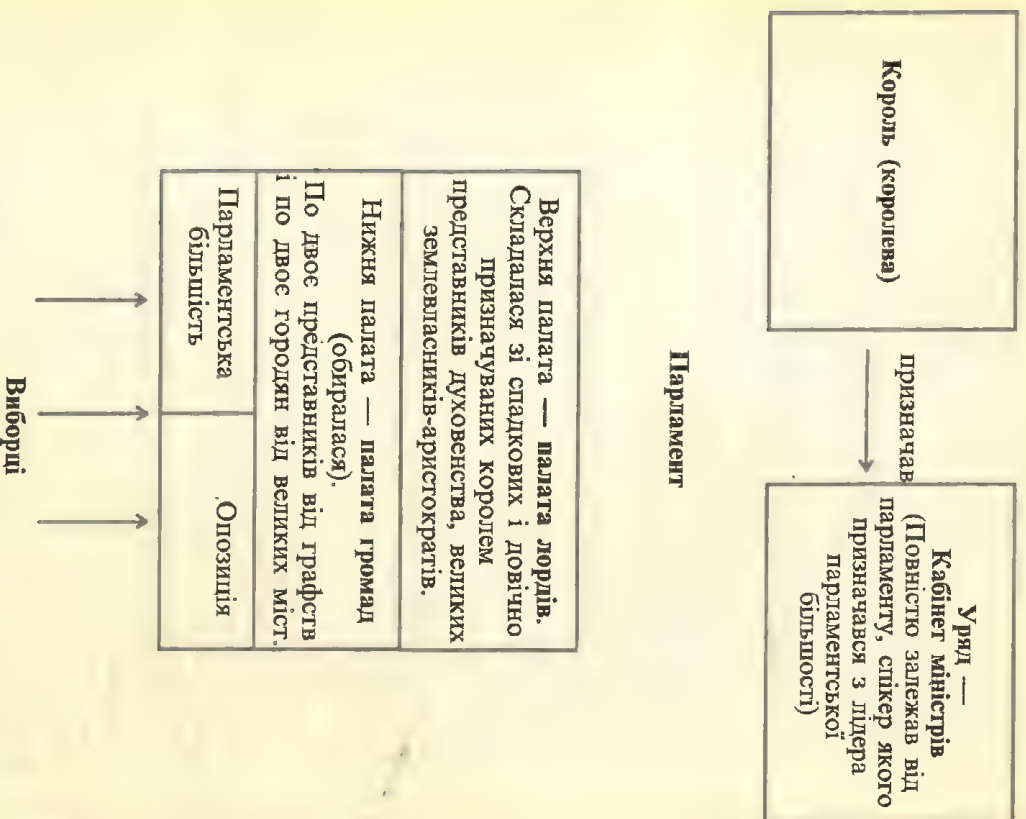 Король (королева)
призначав
Уряд —
Кабінет міністрів
(Повністю залежав від
парламенту, спікер якого
призначався з лідера
парламентської
більшості)
Парламент
Верхня палата — палата лордів.
Складалася зі спадкових і довічно
призначуваних королем
представників духовенства, великих
землевласників-аристократів.
Нижня палата — палата громад
(обиралася).
По двоє представників від графств
і по двоє городян від великих міст.
Парламентська
більшість
Опозиція
Виборці